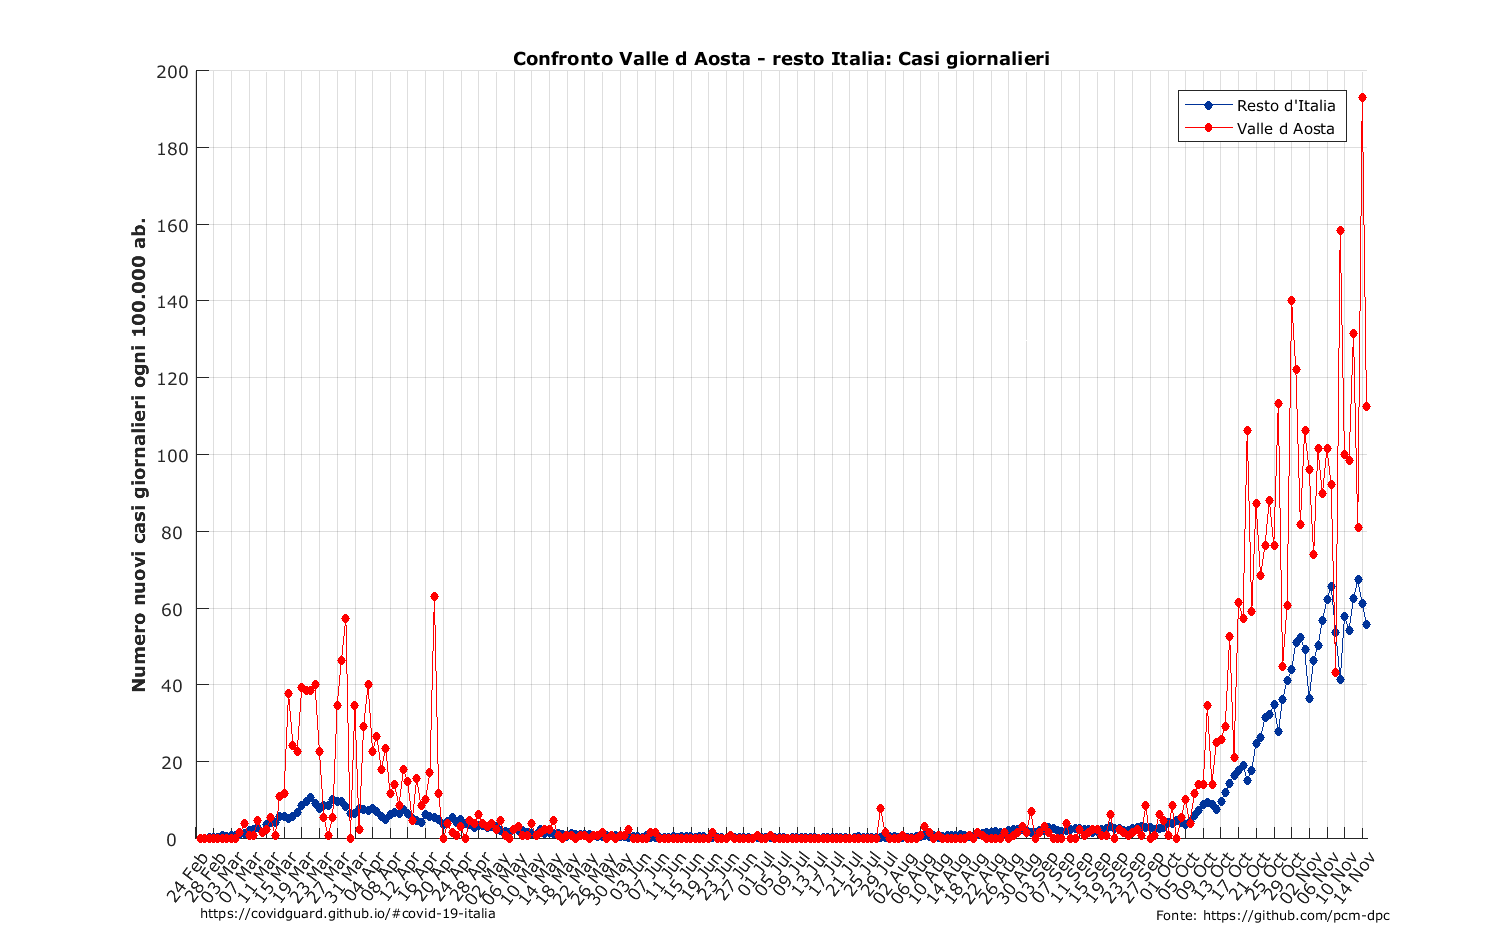 Confronto Valle d Aosta - resto Italia: Casi giornalieri
Resto d'Italia
Valle d Aosta
Numero nuovi casi giornalieri ogni 100.000 ab.
200
180
160
140
120
100
80
60
40
20
0
24 Feb
28 Feb
03 Mar
07 Mar
11 Mar
15 Mar
19 Mar
23 Mar
27 Mar
31 Mar
04 Apr
08 Apr
12 Apr
16 Apr
20 Apr
24 Apr
28 Apr
02 May
06 May
10 May
14 May
18 May
22 May
26 May
30 May
03 Jun
07 Jun
11 Jun
15 Jun
19 Jun
23 Jun
27 Jun
01 Jul
05 Jul
09 Jul
13 Jul
17 Jul
21 Jul
25 Jul
29 Jul
02 Aug
06 Aug
10 Aug
14 Aug
18 Aug
22 Aug
26 Aug
30 Aug
03 Sep
07 Sep
11 Sep
15 Sep
19 Sep
23 Sep
27 Sep
01 Oct
05 Oct
09 Oct
13 Oct
17 Oct
21 Oct
25 Oct
29 Oct
02 Nov
06 Nov
10 Nov
14 Nov
https://covidguard.github.io/#covid-19-italia
Fonte: https://github.com/pcm-dpc